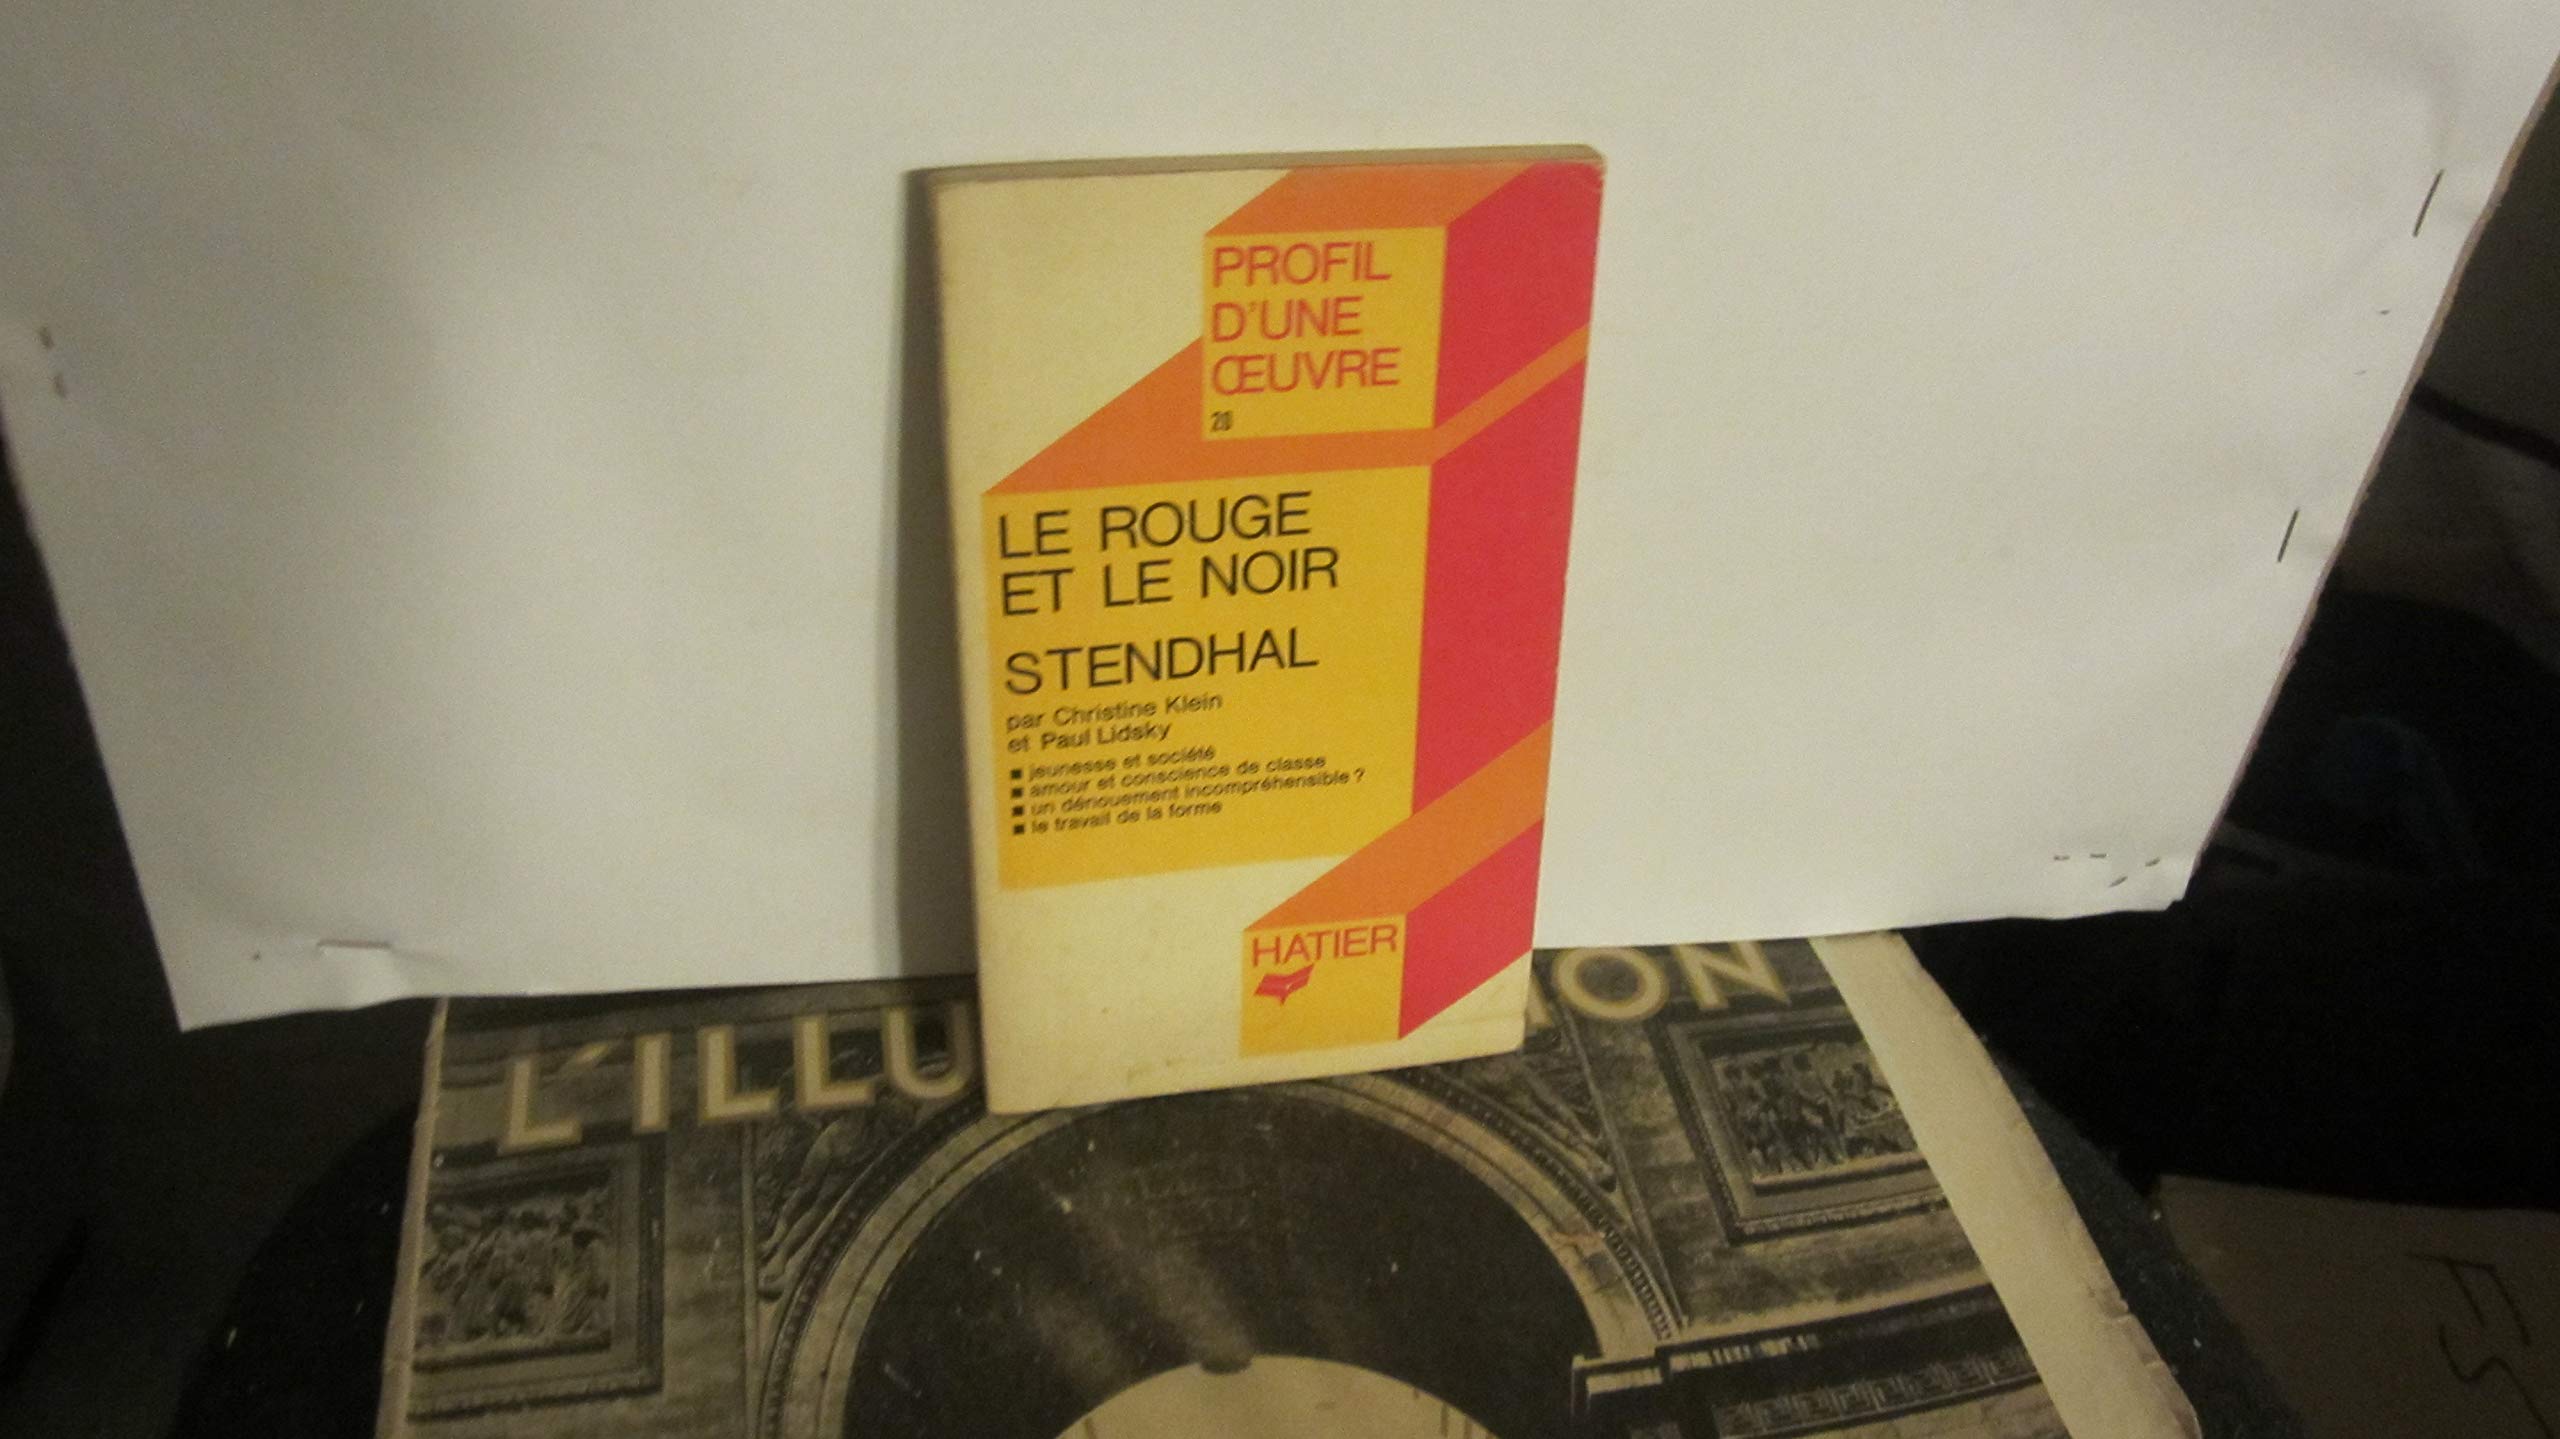 PROFIL
D'UNE
ŒUVRE
20
LE ROUGE
ET LE NOIR
STENDHAL
par Christine Klein
et Paul Lidsky
■ jeunesse et société
■ amour et conscience de classe
■ un dénouement incompréhensible ?
■ le travail de la forme
HATIER
L'ILLU ION